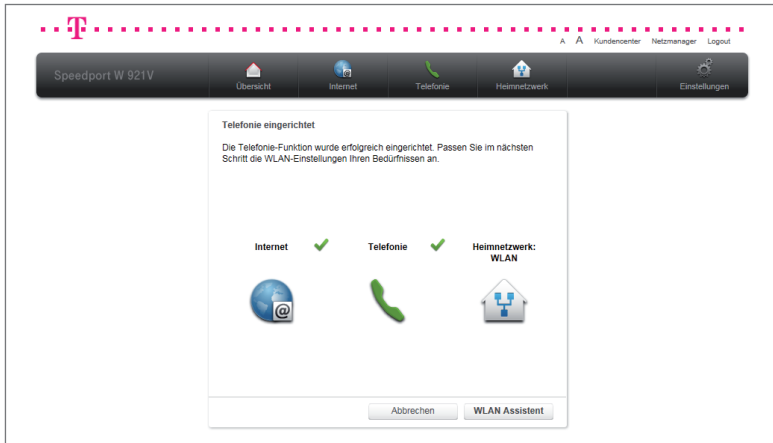 T
A A Kundencenter Netzmanager Logout
Speedport W 921V
Übersicht Internet Telefonie Heimnetzwerk Einstellungen
Telefonie eingerichtet
Die Telefonie-Funktion wurde erfolgreich eingerichtet. Passen Sie im nächsten
Schritt die WLAN-Einstellungen Ihren Bedürfnissen an.
Internet Telefonie Heimnetzwerk:
WLAN
@
Abbrechen WLAN Assistent